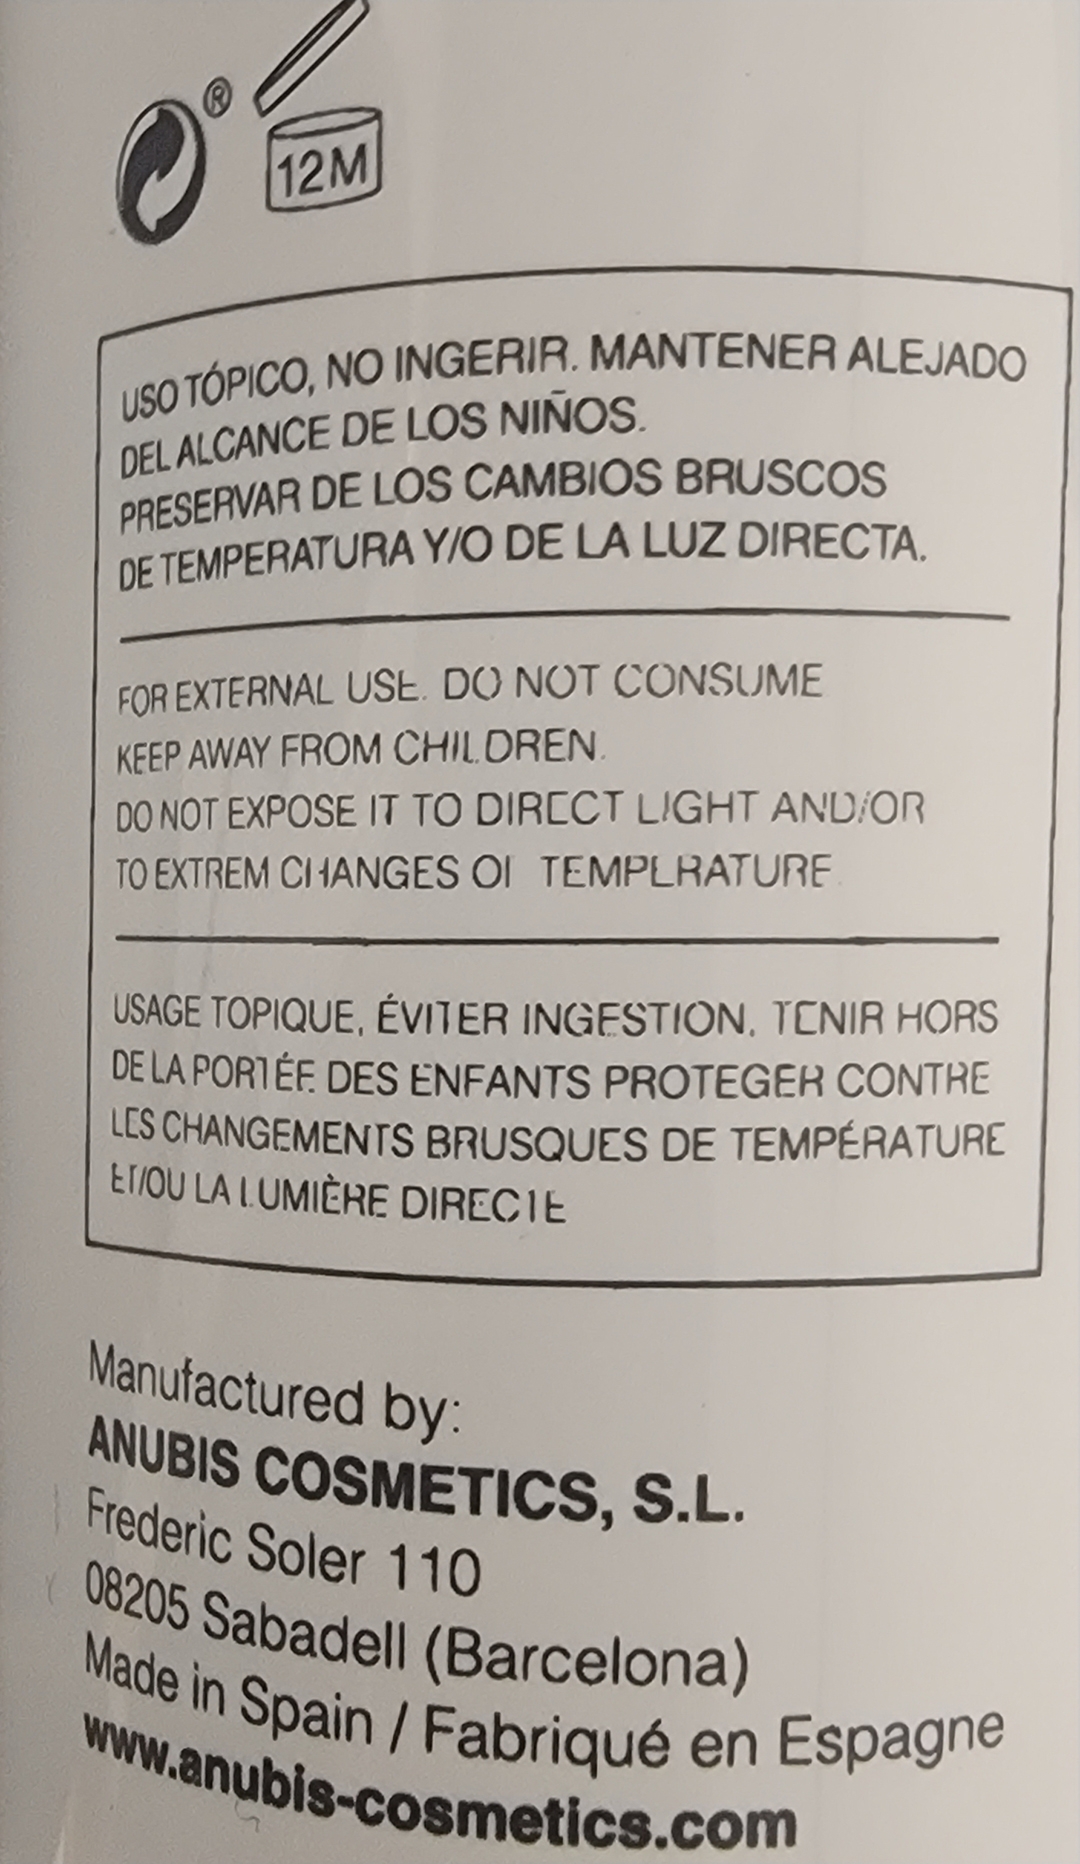 ®
12M
USO TÓPICO, NO INGERIR. MANTENER ALEJADO
DEL ALCANCE DE LOS NIÑOS.
PRESERVAR DE LOS CAMBIOS BRUSCOS
DE TEMPERATURA Y/O DE LA LUZ DIRECTA.
FOR EXTERNAL USE. DO NOT CONSUME
KEEP AWAY FROM CHILDREN.
DO NOT EXPOSE IT TO DIRECT LIGHT AND/OR
TO EXTREM CHANGES OF TEMPERATURE
USAGE TOPIQUE, ÉVITER INGESTION. TENIR HORS
DE LA PORTÉE DES ENFANTS PROTEGER CONTRE
LES CHANGEMENTS BRUSQUES DE TEMPÉRATURE
ET/OU LA LUMIÈRE DIRECTE
Manufactured by:
ANUBIS COSMETICS, S.L.
Frederic Soler 110
08205 Sabadell (Barcelona)
Made in Spain / Fabriqué en Espagne
www.anubis-cosmetics.com